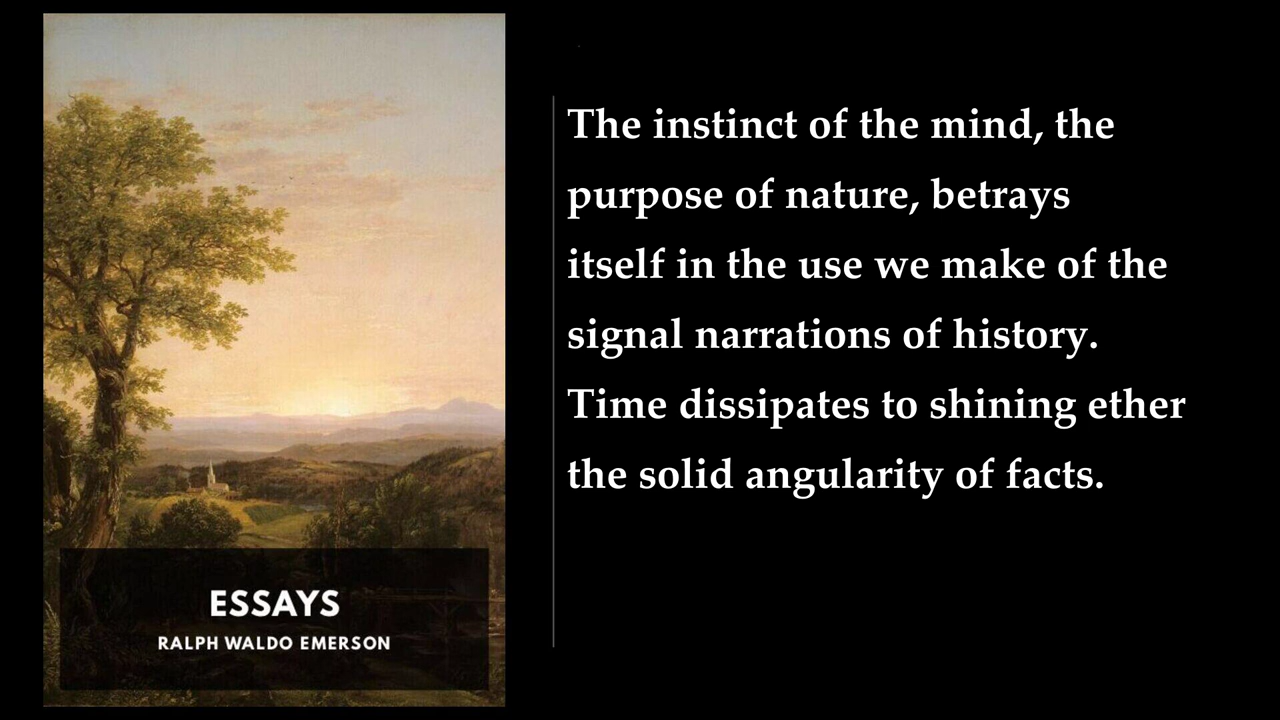 The instinct of the mind, the
purpose of nature, betrays
itself in the use we make of the
signal narrations of history.
Time dissipates to shining ether
the solid angularity of facts.
ESSAYS
RALPH WALDO EMERSON